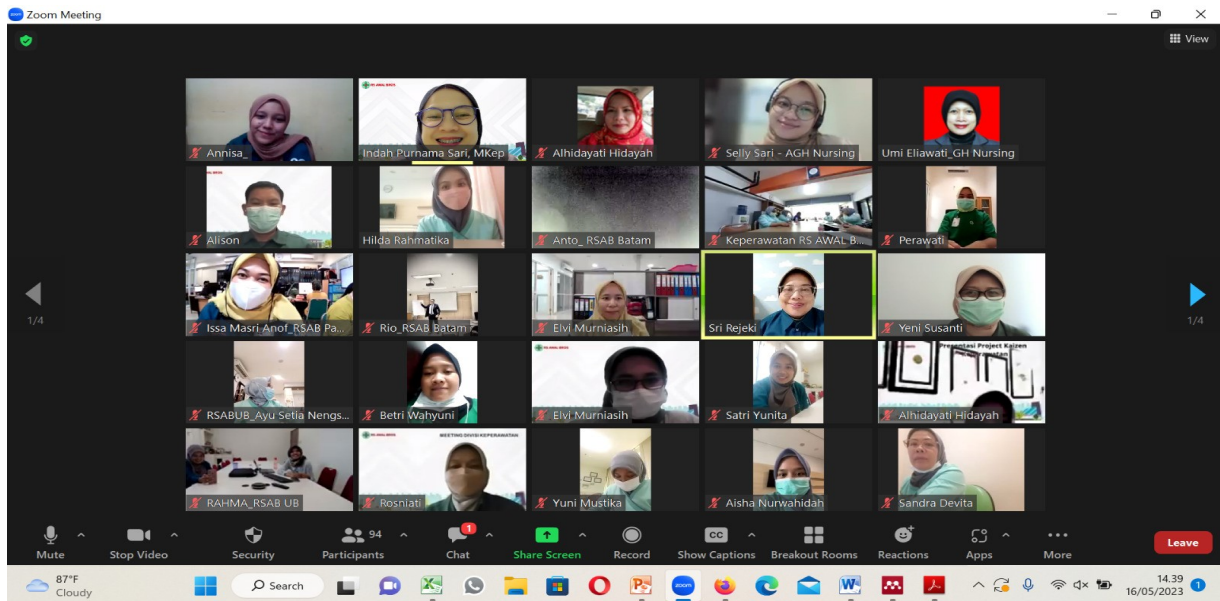 Zoom Meeting
View
Annisa_
Indah Purnama Sari, MKep
Alhidayati Hidayah
Selly Sari - AGH Nursing
Umi Eliawati_GH Nursing
Alison
Hilda Rahmatika
Anto_ RSAB Batam
Keperawatan RS AWAL B...
Perawati
1/4
Issa Masri Anof_RSAB Pa...
Rio_RSAB Batam
Elvi Murniasih
Sri Rejeki
Yeni Susanti
1/4
Presentasi Project Kaizen
RSABUB_Ayu Setia Nengs...
Betri Wahyuni
Elvi Murniasih
Satri Yunita
Alhidayati Hidayah
MEETING DIVISI KEPERAWATAN
RAHMA_RSAB UB
Rosniati
Yuni Mustika
Aisha Nurwahidah
Sandra Devita
94
1
CC
Mute
Stop Video
Security
Participants
Chat
Share Screen
Record
Show Captions
Breakout Rooms
Reactions
Apps
More
Leave
87°F
Cloudy
Search
14.39
16/05/2023
1